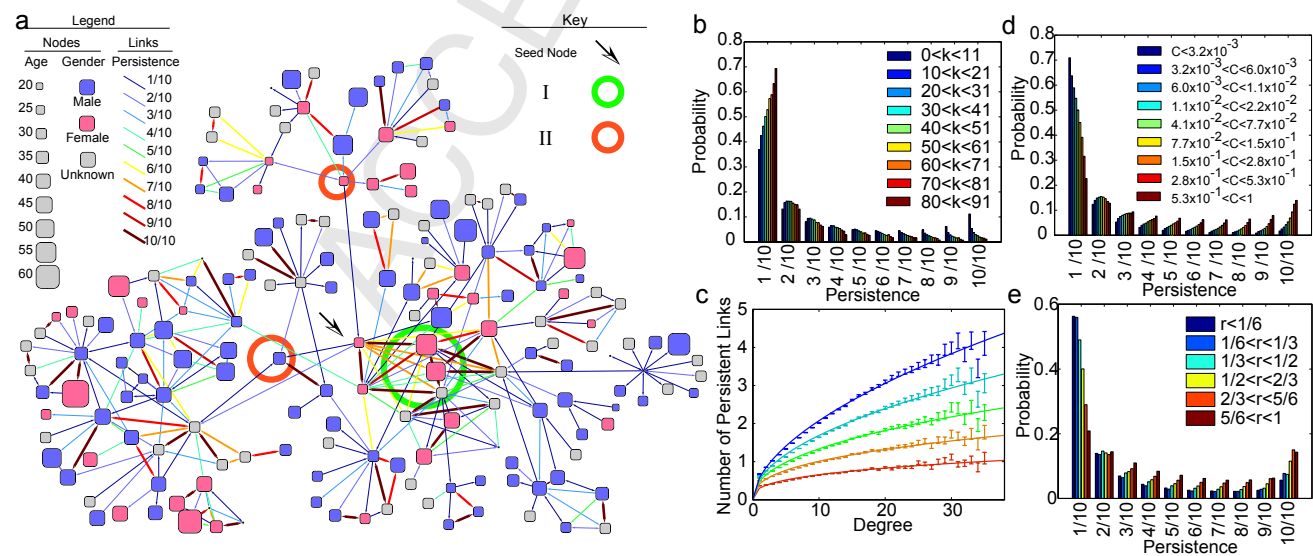 a
Legend
Nodes
Links
Age
Gender
Persistence
20
25
30
35
40
45
50
55
60
Male
Female
Unknown
1/10
2/10
3/10
4/10
5/10
6/10
7/10
8/10
9/10
10/10
Key
Seed Node
I
II
ACCE
b
Probability
0.8
0.7
0.6
0.5
0.4
0.3
0.2
0.1
0
0<k<11
10<k<21
20<k<31
30<k<41
40<k<51
50<k<61
60<k<71
70<k<81
80<k<91
1 /10
2 /10
3 /10
4 /10
5 /10
6 /10
7 /10
8 /10
9 /10
10/10
Persistence
c
Number of Persistent Links
5
4
3
2
1
0
0
10
20
30
Degree
d
Probability
0.8
0.7
0.6
0.5
0.4
0.3
0.2
0.1
0
C<3.2x10⁻³
3.2x10⁻³<C<6.0x10⁻³
6.0x10⁻³<C<1.1x10⁻²
1.1x10⁻²<C<2.2x10⁻²
4.1x10⁻²<C<7.7x10⁻²
7.7x10⁻²<C<1.5x10⁻¹
1.5x10⁻¹<C<2.8x10⁻¹
2.8x10⁻¹<C<5.3x10⁻¹
5.3x10⁻¹<C<1
1 /10
2 /10
3 /10
4 /10
5 /10
6 /10
7 /10
8 /10
9 /10
10/10
Persistence
e
Probability
0.6
0.4
0.2
0
r<1/6
1/6<r<1/3
1/3<r<1/2
1/2<r<2/3
2/3<r<5/6
5/6<r<1
1/10
2/10
3/10
4/10
5/10
6/10
7/10
8/10
9/10
10/10
Persistence